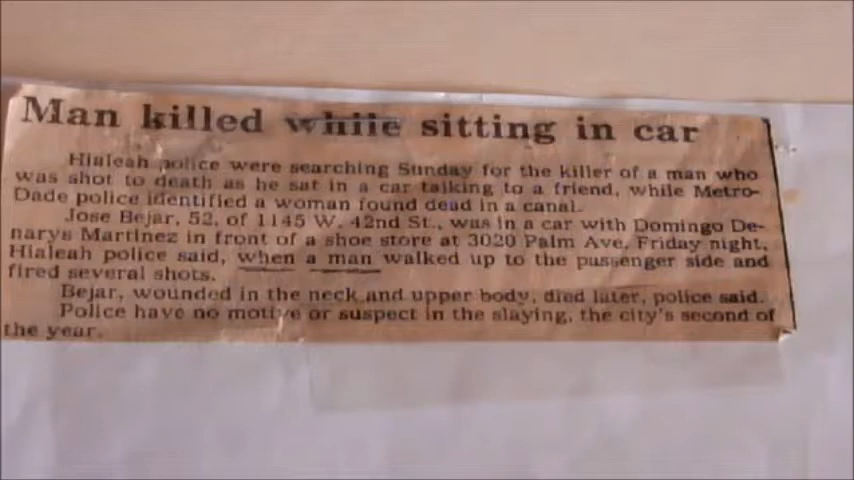 Man killed while sitting in car
Hialeah police were searching Sunday for the killer of a man who
was shot to death as he sat in a car talking to a friend, while Metro-
Dade police identified a woman found dead in a canal.
Jose Bejar, 52, of 1145 W. 42nd St., was in a car with Domingo De-
narys Martinez in front of a shoe store at 3020 Palm Ave. Friday night,
Hialeah police said, when a man walked up to the passenger side and
fired several shots.
Bejar, wounded in the neck and upper body, died later, police said.
Police have no motive or suspect in the slaying, the city's second of
the year.